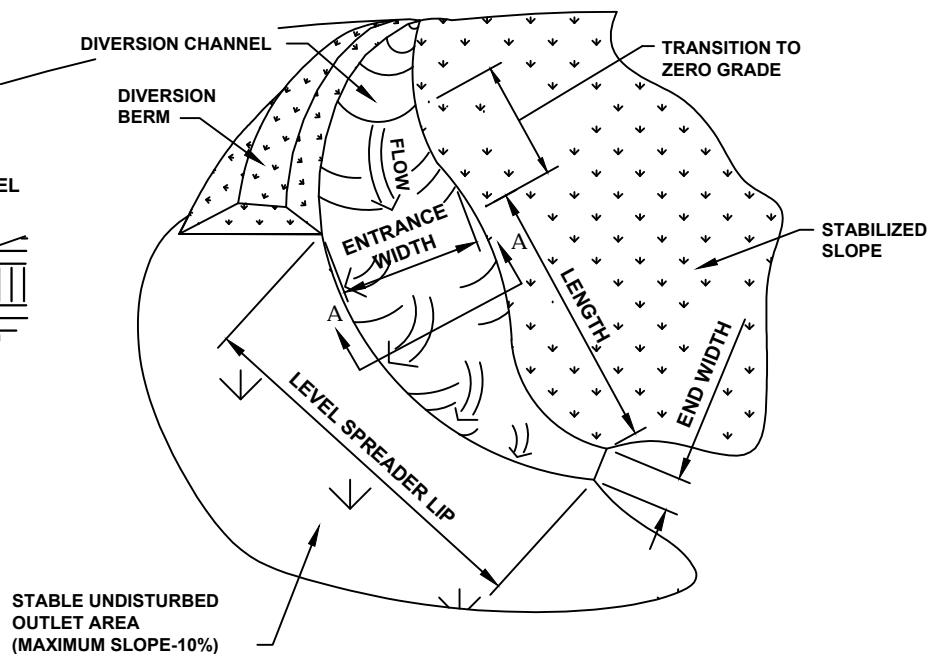 DIVERSION CHANNEL
TRANSITION TO
ZERO GRADE
DIVERSION
BERM
EL
FLOW
ENTRANCE
WIDTH
A
A
STABILIZED
SLOPE
LENGTH
END WIDTH
LEVEL SPREADER LIP
STABLE UNDISTURBED
OUTLET AREA
(MAXIMUM SLOPE-10%)